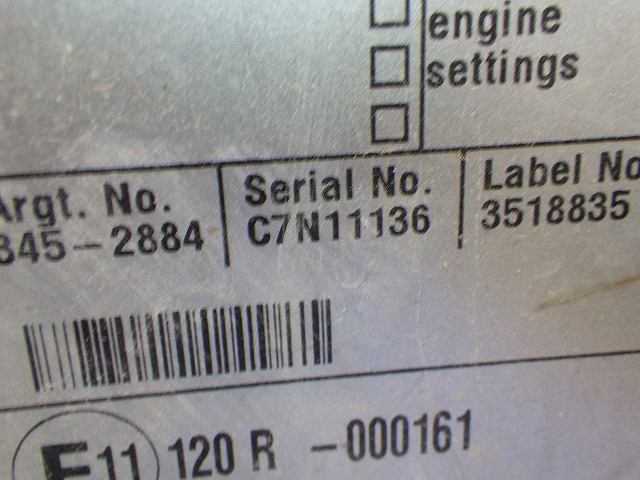 engine
settings
Argt. No. Serial No. Label No
345-2884 C7N11136 3518835
E11 120 R -000161